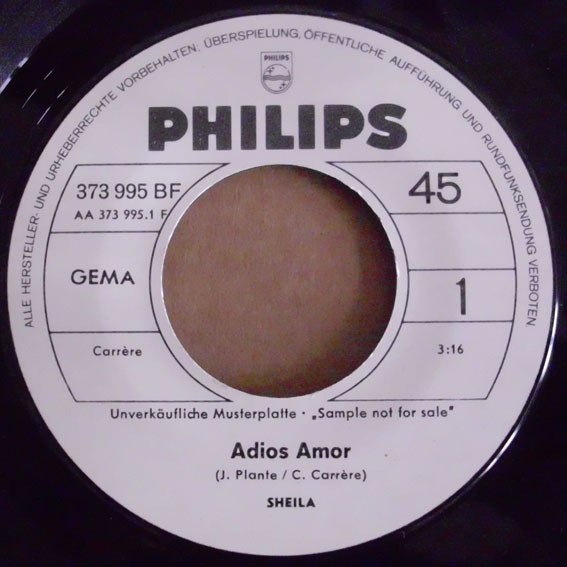 ALLE HERSTELLER- UND URHEBERRECHTE VORBEHALTEN; ÜBERSPIELUNG, ÖFFENTLICHE AUFFÜHRUNG UND RUNDFUNKSENDUNG VERBOTEN.
PHILIPS
PHILIPS
373 995 BF
AA 373 995.1 F
45
GEMA
1
Carrère
3:16
Unverkäufliche Musterplatte · „Sample not for sale"
Adios Amor
(J. Plante / C. Carrère)
SHEILA